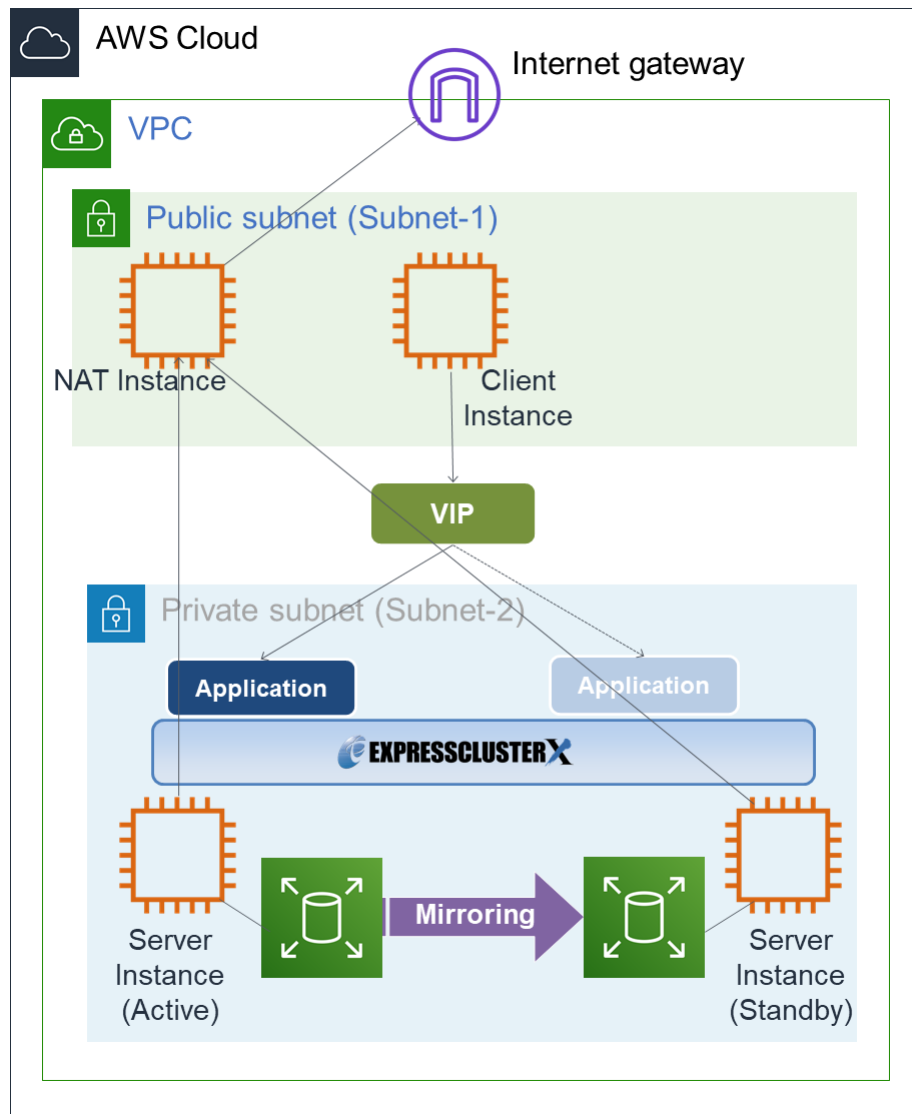 AWS Cloud
Internet gateway
VPC
Public subnet (Subnet-1)
NAT Instance
Client
Instance
VIP
Private subnet (Subnet-2)
Application
Application
EXPRESSCLUSTER X
Mirroring
Server
Instance
(Active)
Server
Instance
(Standby)